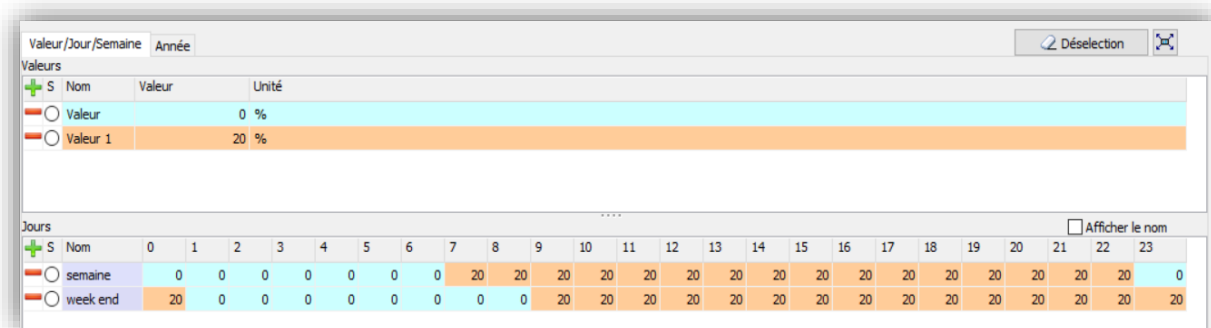 Valeur/Jour/Semaine Année Déselection
Valeurs
S Nom Valeur Unité
Valeur 0 %
Valeur 1 20 %
Jours Afficher le nom
S Nom 0 1 2 3 4 5 6 7 8 9 10 11 12 13 14 15 16 17 18 19 20 21 22 23
semaine 0 0 0 0 0 0 0 20 20 20 20 20 20 20 20 20 20 20 20 20 20 20 20 0
week end 20 0 0 0 0 0 0 0 0 20 20 20 20 20 20 20 20 20 20 20 20 20 20 20